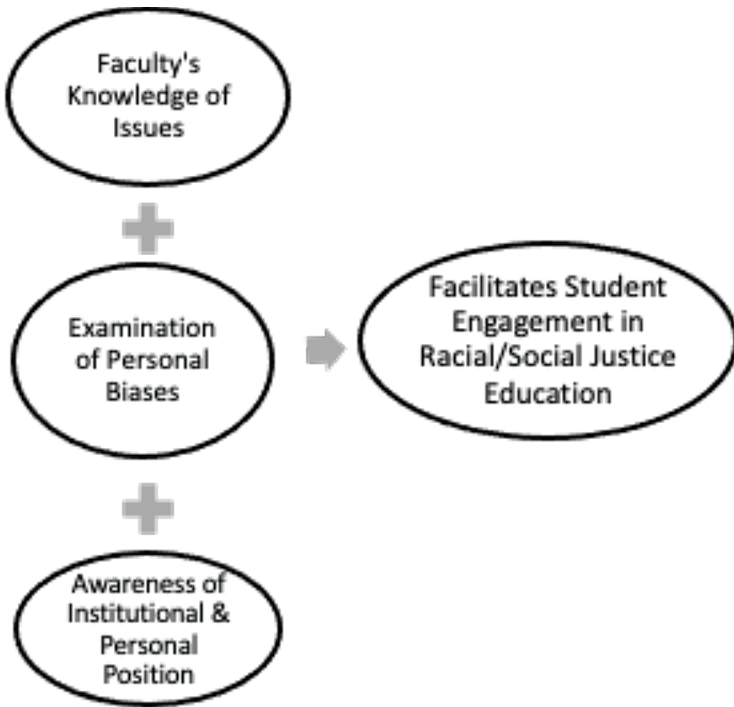 Faculty's
Knowledge of
Issues
Examination
of Personal
Biases
Facilitates Student
Engagement in
Racial/Social Justice
Education
Awareness of
Institutional &
Personal
Position